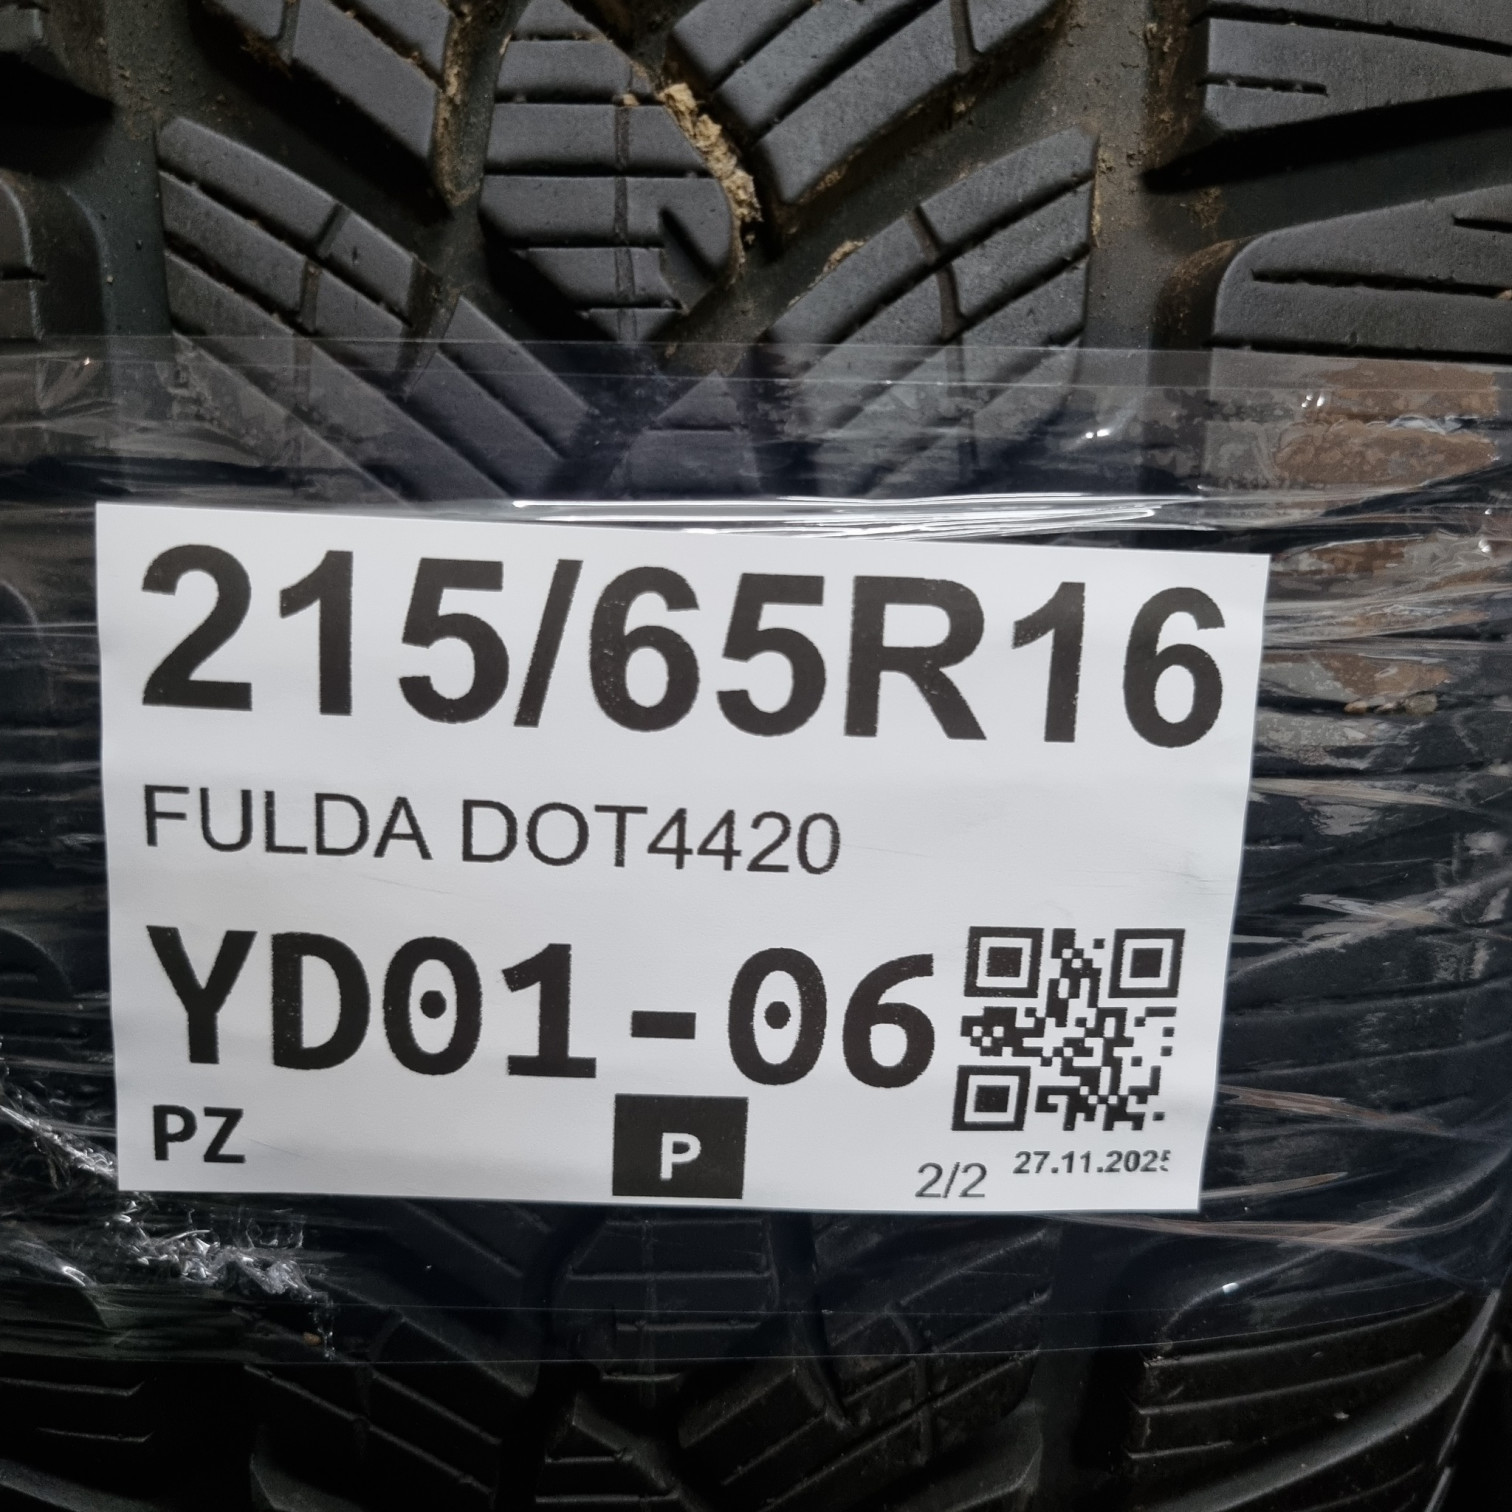 215/65R16
FULDA DOT4420
YD01-06
PZ P 2/2 27.11.2025